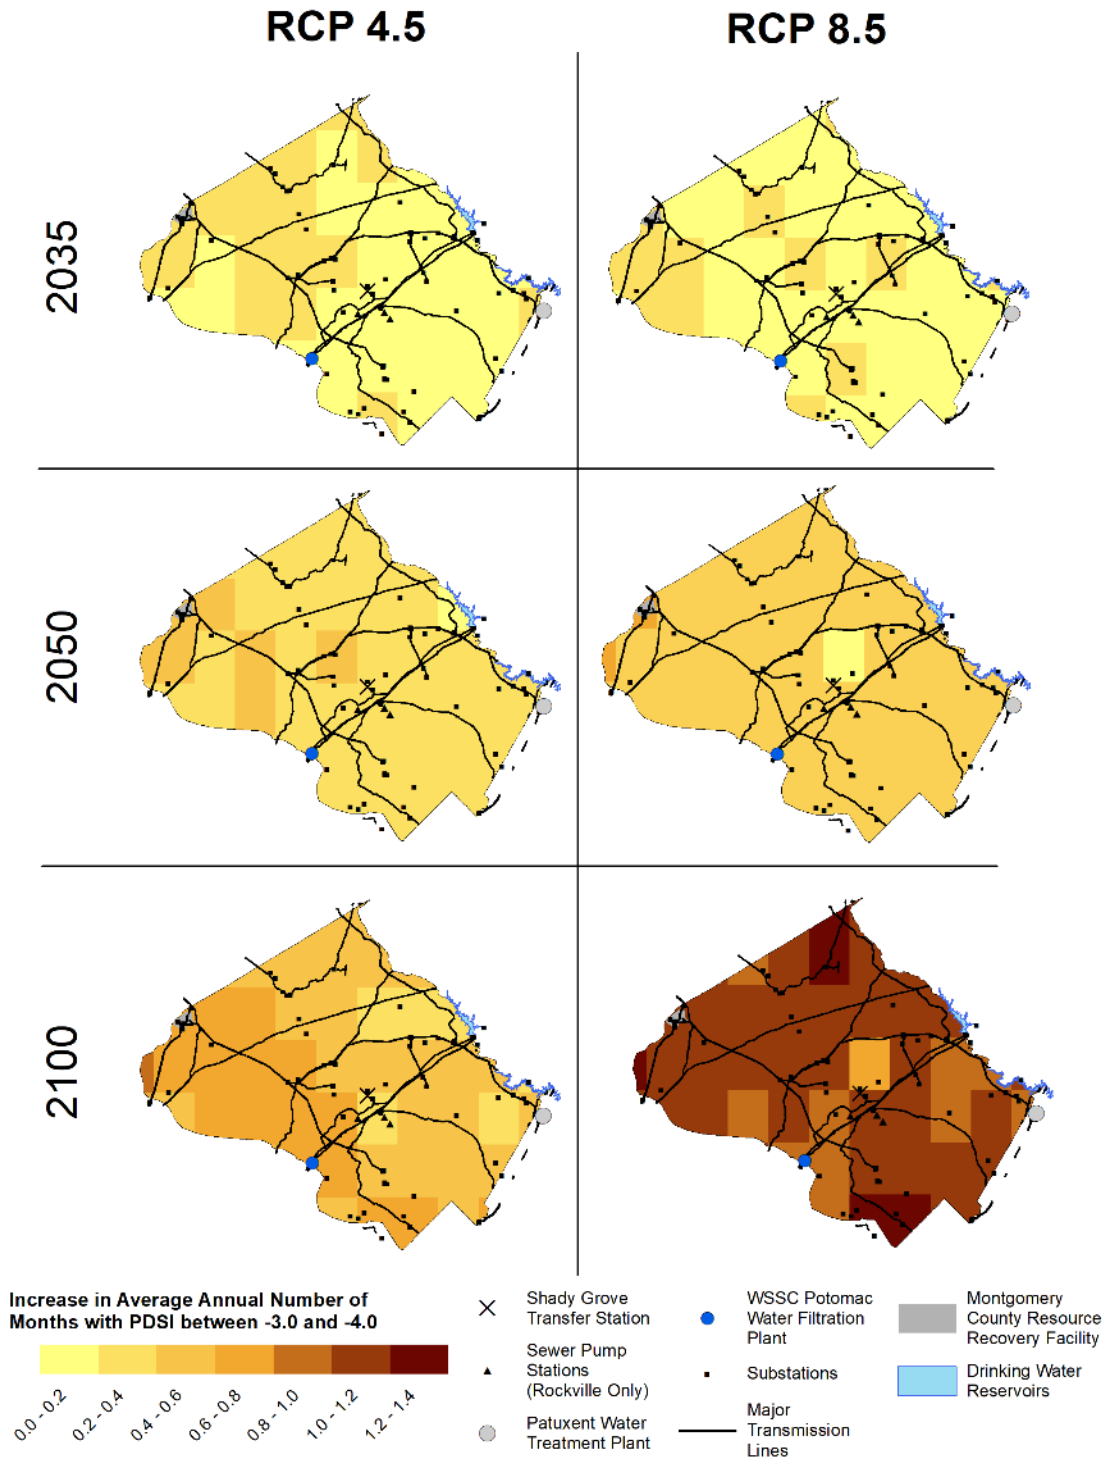 RCP 4.5
RCP 8.5
2035
2050
2100
Increase in Average Annual Number of
Months with PDSI between -3.0 and -4.0
0.0 - 0.2
0.2 - 0.4
0.4 - 0.6
0.6 - 0.8
0.8 - 1.0
1.0 - 1.2
1.2 - 1.4
Shady Grove
Transfer Station
Sewer Pump
Stations
(Rockville Only)
Patuxent Water
Treatment Plant
WSSC Potomac
Water Filtration
Plant
Substations
Major
Transmission
Lines
Montgomery
County Resource
Recovery Facility
Drinking Water
Reservoirs